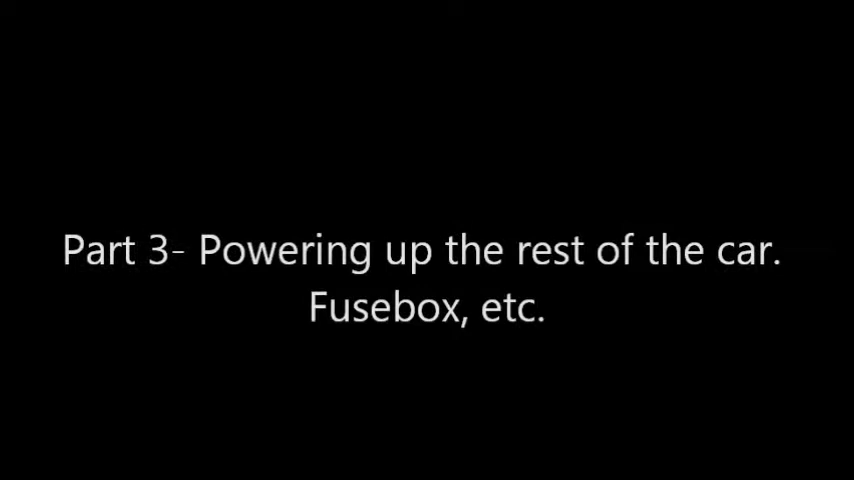 Part 3- Powering up the rest of the car.
Fusebox, etc.